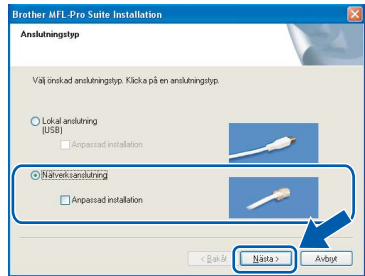 Brother MFL-Pro Suite Installation
Anslutningstyp
Välj önskad anslutningstyp. Klicka på en anslutningstyp.
Lokal anslutning
(USB)
Anpassad installation
Nätverksanslutning
Anpassad installation
< Bakåt
Nästa >
Avbryt